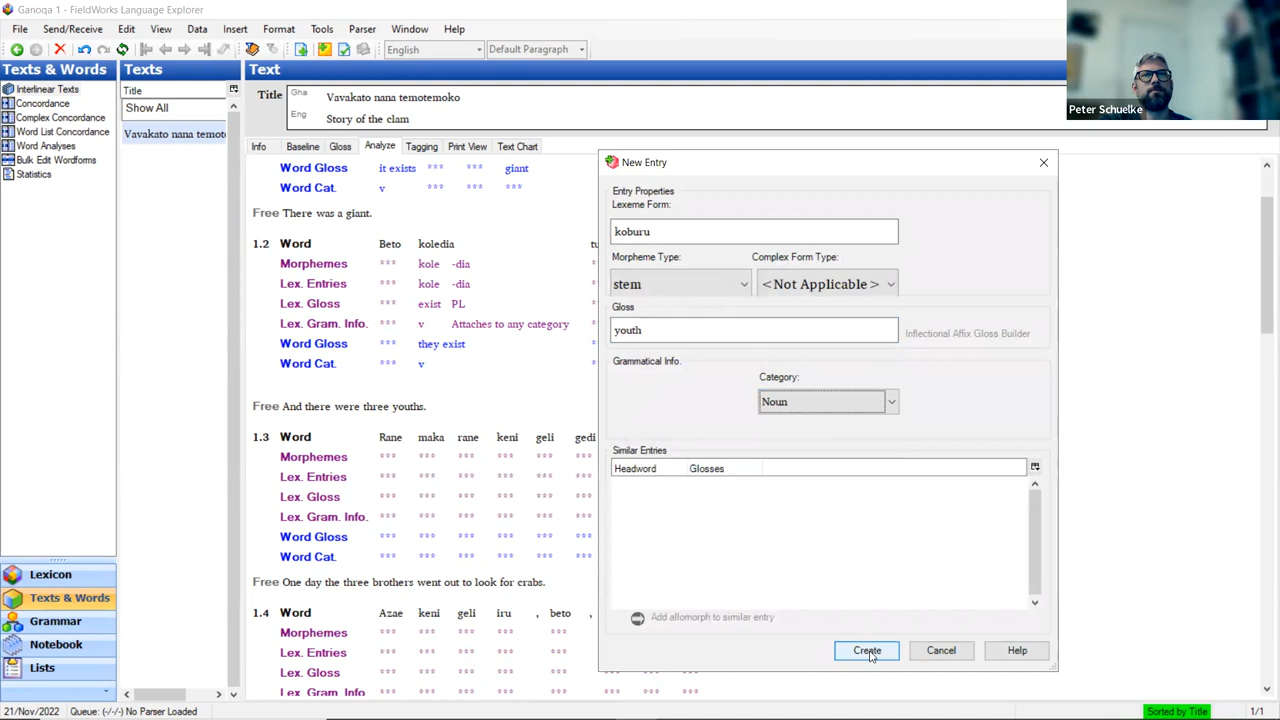 Ganoqa 1 - FieldWorks Language Explorer
File Send/Receive Edit View Data Insert Format Tools Parser Window Help
English Default Paragraph
Peter Schuelke
Texts & Words
Interlinear Texts
Concordance
Complex Concordance
Word List Concordance
Word Analyses
Bulk Edit Wordforms
Statistics
Texts
Title
Show All
Vavakato nana temot
Text
Title Gha Vavakato nana temotemoko
Eng Story of the clam
Info Baseline Gloss Analyze Tagging Print View Text Chart
Word Gloss it exists *** *** giant
Word Cat. v *** *** ***
Free There was a giant.
1.2 Word Beto koledia tu
Morphemes *** kole -dia
Lex. Entries *** kole -dia
Lex. Gloss *** exist PL
Lex. Gram. Info. *** v Attaches to any category
Word Gloss *** they exist
Word Cat. *** v
Free And there were three youths.
1.3 Word Rane maka rane keni geli gedi
Morphemes *** *** *** *** *** ***
Lex. Entries *** *** *** *** *** ***
Lex. Gloss *** *** *** *** *** ***
Lex. Gram. Info. *** *** *** *** *** ***
Word Gloss *** *** *** *** *** ***
Word Cat. *** *** *** *** *** ***
Free One day the three brothers went out to look for crabs.
1.4 Word Azae keni geli iru , beto ,
Morphemes *** *** *** *** ***
Lex. Entries *** *** *** *** ***
Lex. Gloss *** *** *** *** ***
Lex. Gram. Info *** *** *** *** ***
New Entry
Entry Properties
Lexeme Form:
koburu
Morpheme Type: Complex Form Type:
stem <Not Applicable>
Gloss
youth Inflectional Affix Gloss Builder
Grammatical Info.
Category:
Noun
Similar Entries
Headword Glosses
Add allomorph to similar entry
Create Cancel Help
Lexicon
Texts & Words
Grammar
Notebook
Lists
21/Nov/2022 Queue: (-/-/-) No Parser Loaded Sorted by Title 1/1